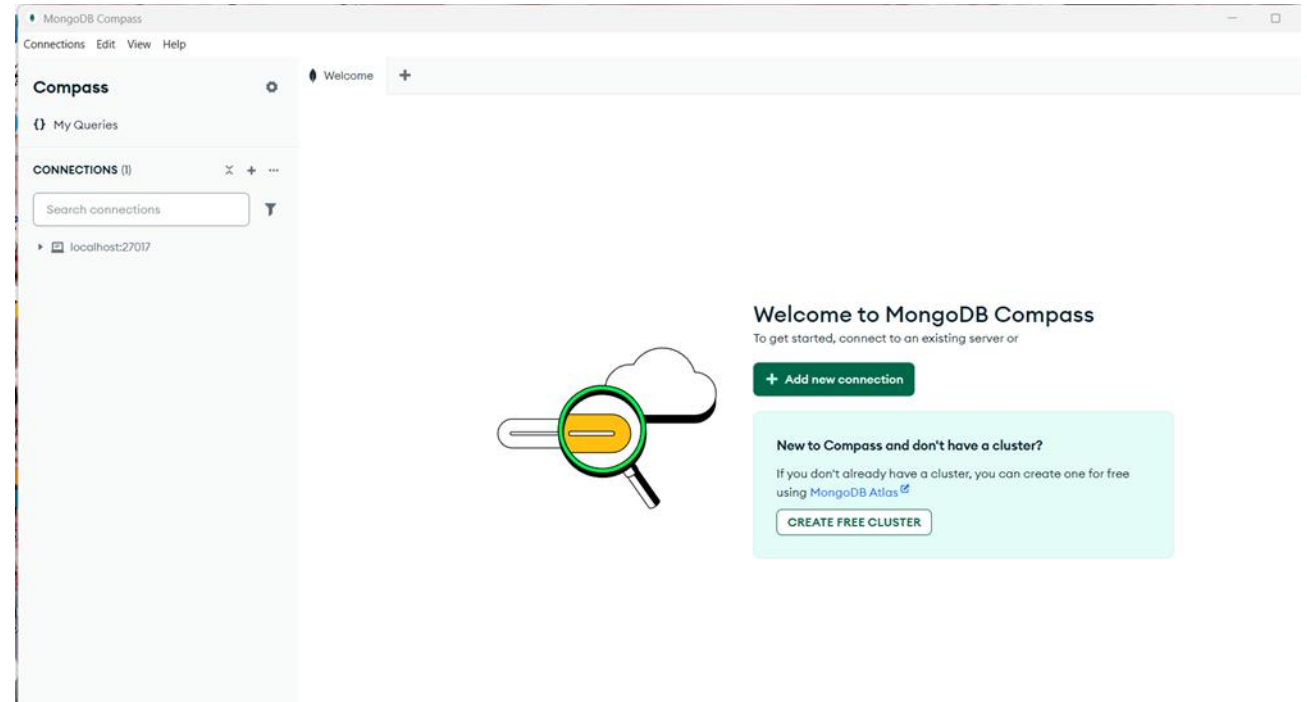 MongoDB Compass
Connections Edit View Help
Compass
Welcome
{} My Queries
CONNECTIONS (1)
Search connections
localhost:27017
Welcome to MongoDB Compass
To get started, connect to an existing server or
+ Add new connection
New to Compass and don't have a cluster?
If you don't already have a cluster, you can create one for free
using MongoDB Atlas
CREATE FREE CLUSTER